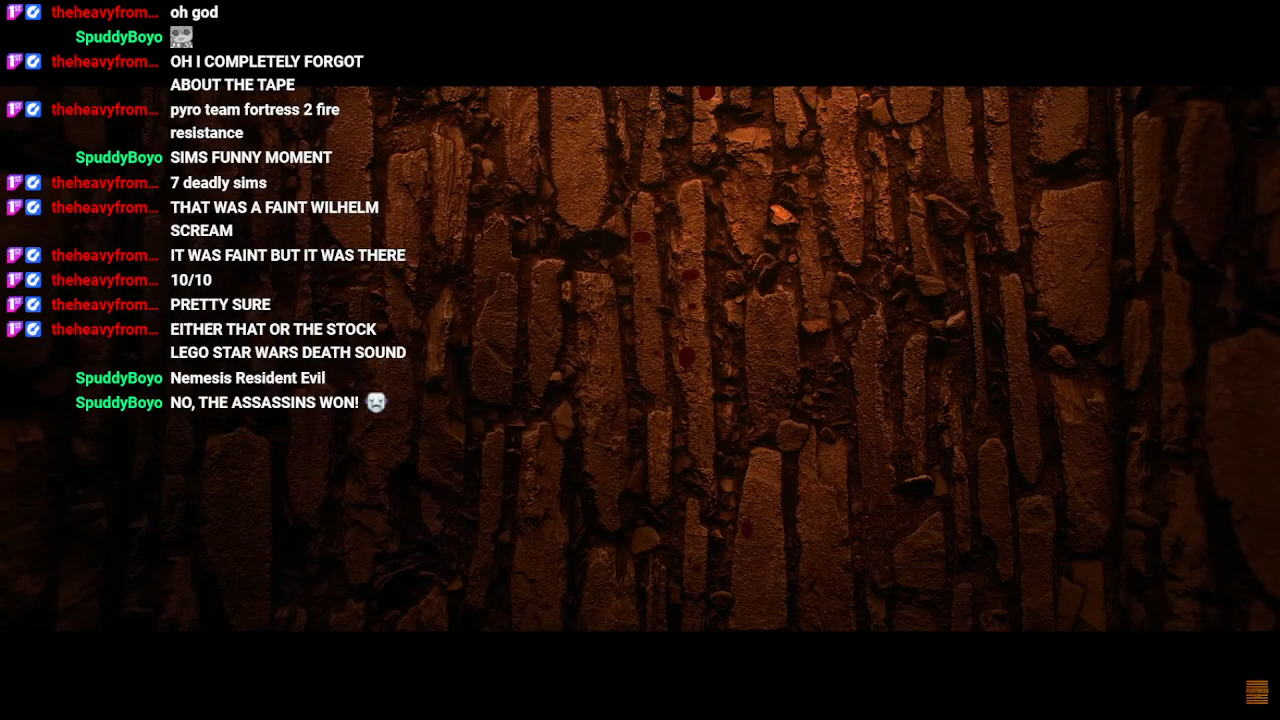 theheavyfrom... oh god
SpuddyBoyo
theheavyfrom... OH I COMPLETELY FORGOT
ABOUT THE TAPE
theheavyfrom... pyro team fortress 2 fire
resistance
SpuddyBoyo SIMS FUNNY MOMENT
theheavyfrom... 7 deadly sims
theheavyfrom... THAT WAS A FAINT WILHELM
SCREAM
theheavyfrom... IT WAS FAINT BUT IT WAS THERE
theheavyfrom... 10/10
theheavyfrom... PRETTY SURE
theheavyfrom... EITHER THAT OR THE STOCK
LEGO STAR WARS DEATH SOUND
SpuddyBoyo Nemesis Resident Evil
SpuddyBoyo NO, THE ASSASSINS WON!
FORTRESS